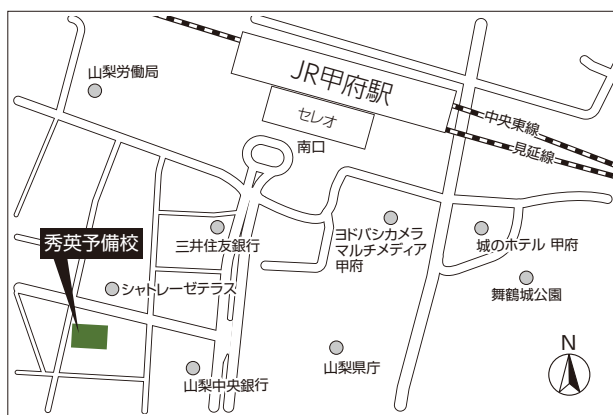 JR甲府駅
セレオ
南口
山梨労働局
中央東線
見延線
秀英予備校
三井住友銀行
ヨドバシカメラ
マルチメディア
甲府
城のホテル 甲府
舞鶴城公園
シャトレーゼテラス
山梨中央銀行
山梨県庁
N